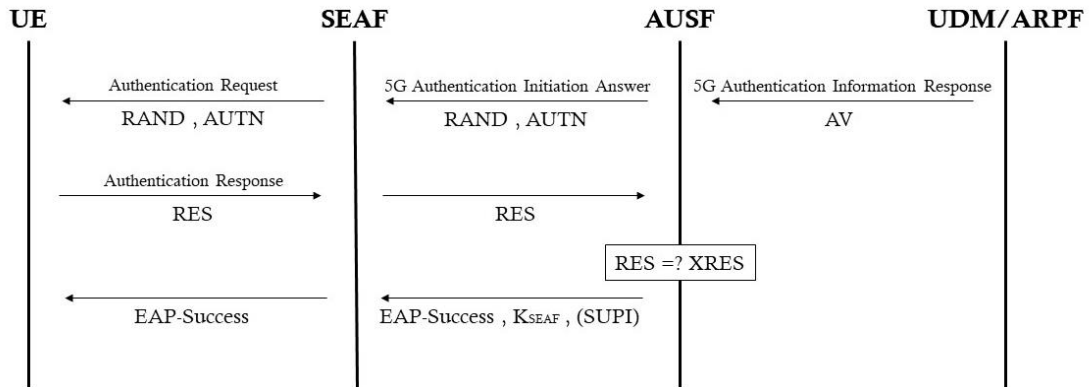 UE SEAF AUSF UDM/ARPF
Authentication Request 5G Authentication Initiation Answer 5G Authentication Information Response
RAND , AUTN RAND , AUTN AV
Authentication Response
RES RES
RES =? XRES
EAP-Success EAP-Success , KSEAF , (SUPI)